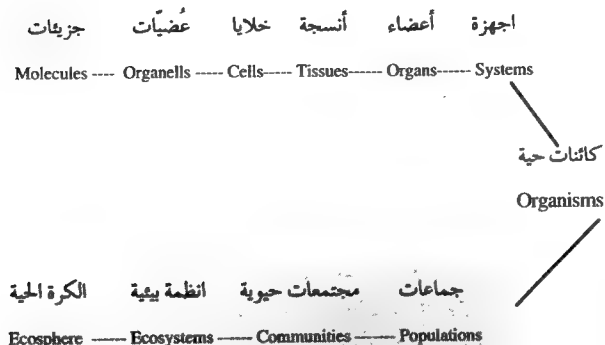 جزيئات عُضيّات خلايا أنسجة أعضاء اجهزة
Molecules ---- Organells ----- Cells----- Tissues------ Organs------ Systems
كائنات حية
Organisms
الكرة الحية انظمة بيئية مجتمعات حيوية جماعات
Ecosphere ------ Ecosystems ----- Communities ------ Populations